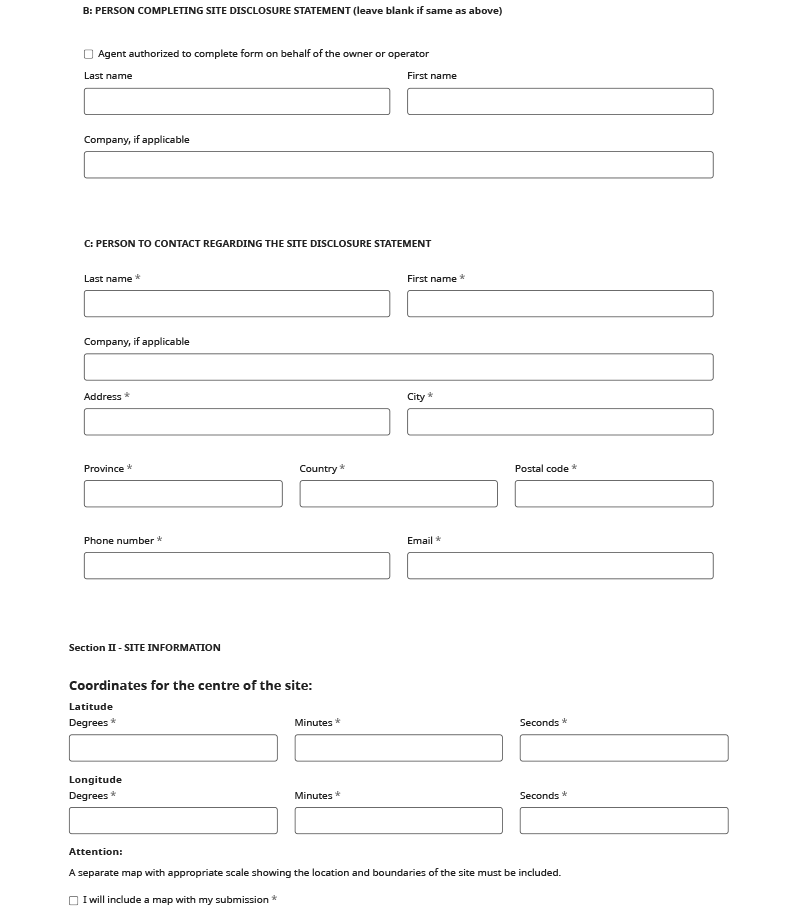 B: PERSON COMPLETING SITE DISCLOSURE STATEMENT (leave blank if same as above)
Agent authorized to complete form on behalf of the owner or operator
Last name First name
Company, if applicable
C: PERSON TO CONTACT REGARDING THE SITE DISCLOSURE STATEMENT
Last name * First name *
Company, if applicable
Address * City *
Province * Country * Postal code *
Phone number * Email *
Section II - SITE INFORMATION
Coordinates for the centre of the site:
Latitude
Degrees * Minutes * Seconds *
Longitude
Degrees * Minutes * Seconds *
Attention:
A separate map with appropriate scale showing the location and boundaries of the site must be included.
I will include a map with my submission *